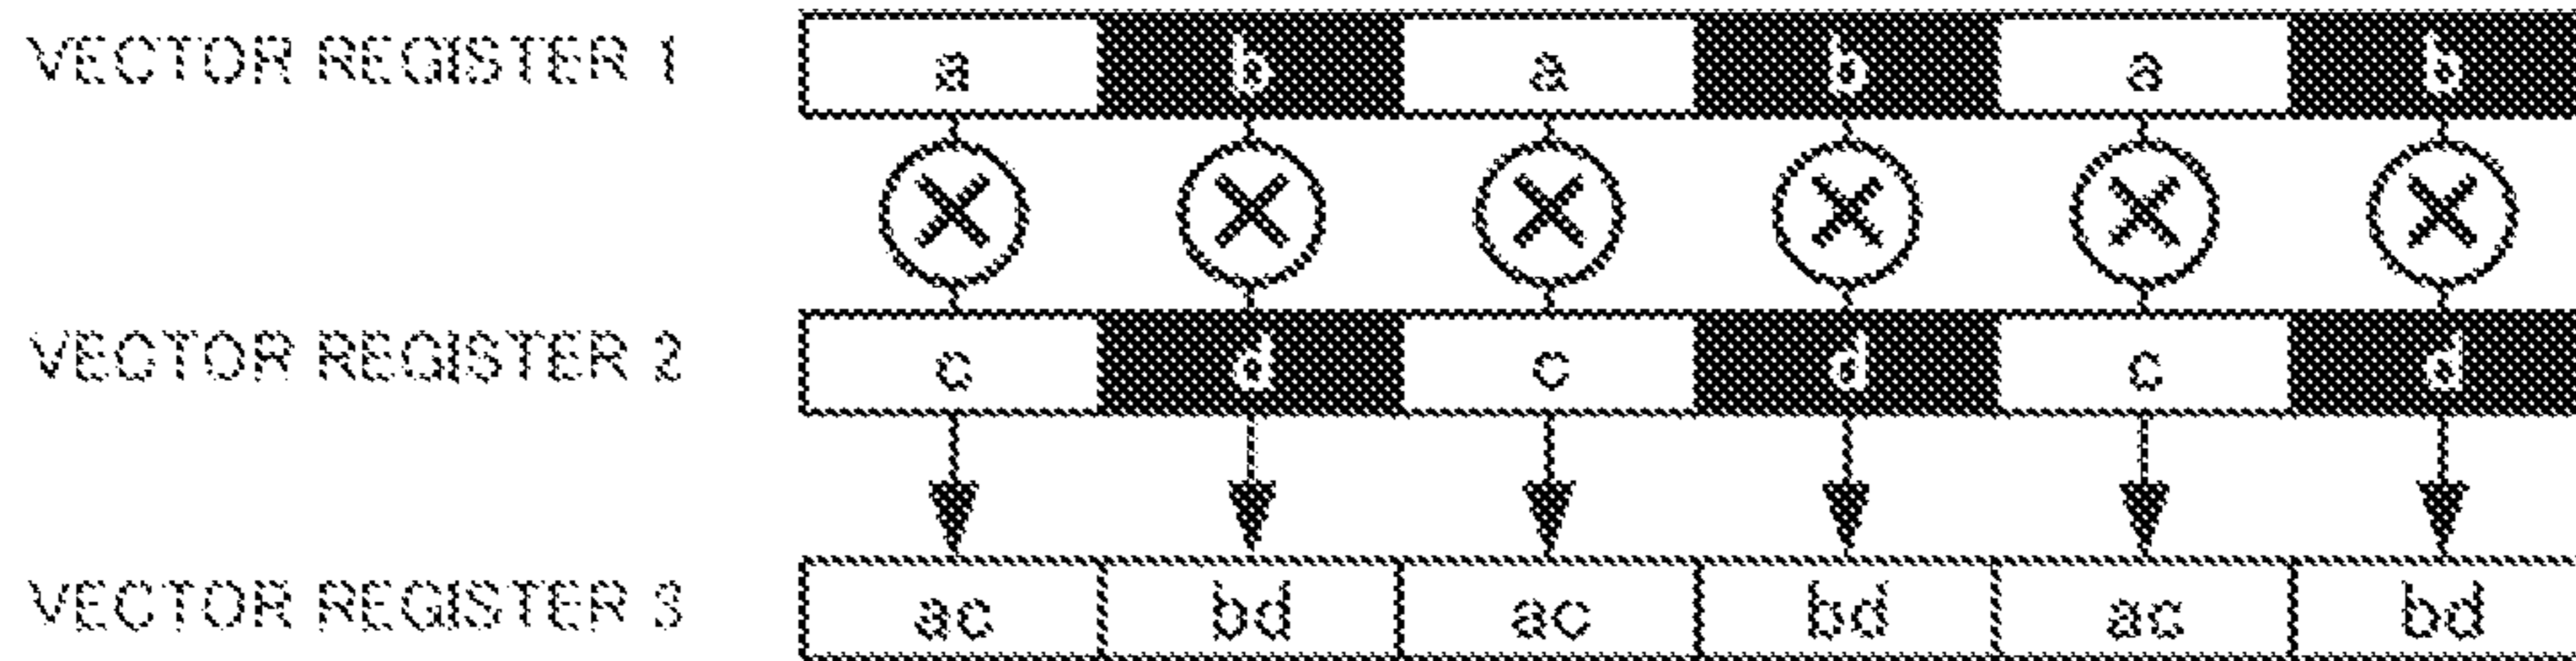 VECTOR REGISTER 1 a b a b a b
VECTOR REGISTER 2 c d c d c d
VECTOR REGISTER 3 ac bd ac bd ac bd